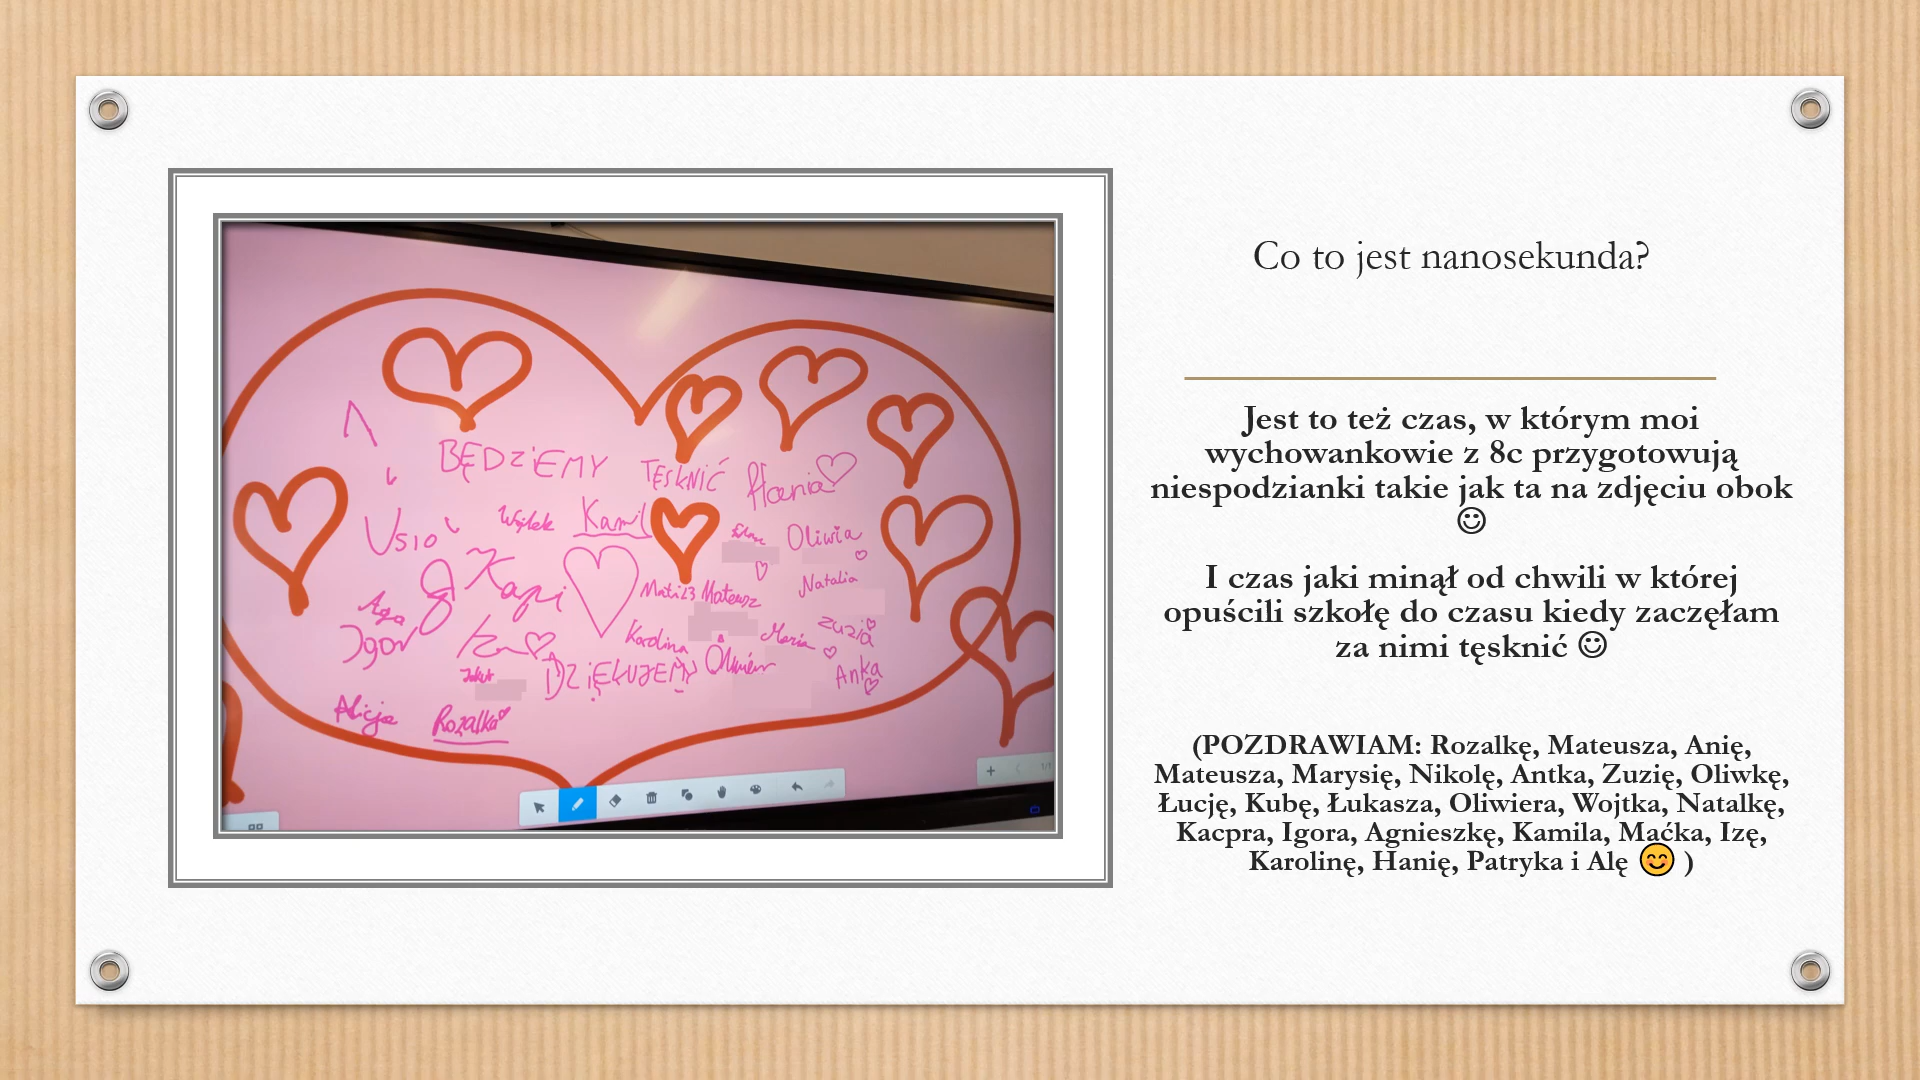 Co to jest nanosekunda?
Jest to też czas, w którym moi
wychowankowie z 8c przygotowują
niespodzianki takie jak ta na zdjęciu obok
☺
I czas jaki minął od chwili w której
opuścili szkołę do czasu kiedy zaczęłam
za nimi tęsknić ☺
(POZDRAWIAM: Rozalkę, Mateusza, Anię,
Mateusza, Marysię, Nikolę, Antka, Zuzię, Oliwkę,
Łucję, Kubę, Łukasza, Oliwiera, Wojtka, Natalkę,
Kacpra, Igora, Agnieszkę, Kamila, Maćka, Izę,
Karolinę, Hanię, Patryka i Alę 😊 )
BĘDZIEMY TĘSKNIĆ Hania
Wojtek Kamil
Oliwia
Natalia
Kapi
Mati23 Mateusz
Aga
Igor
Karolina
Maria
Zuzia
DZIĘKUJEMY Oliwier
Anka
Alicja Rozalka
1/1